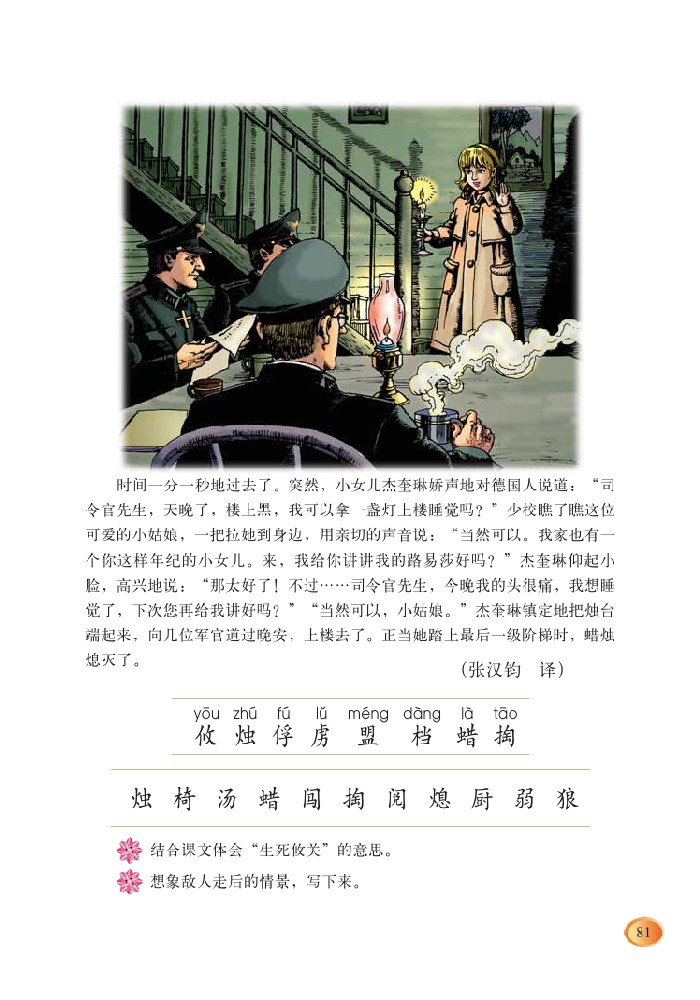 时间一分一秒地过去了。突然，小女儿杰奎琳娇声地对德国人说道：“司
令官先生，天晚了，楼上黑，我可以拿一盏灯上楼睡觉吗？”少校瞧了瞧这位
可爱的小姑娘，一把拉她到身边，用亲切的声音说：“当然可以。我家也有一
个你这样年纪的小女儿。来，我给你讲讲我的路易莎好吗？”杰奎琳仰起小
脸，高兴地说：“那太好了！不过……司令官先生，今晚我的头很痛，我想睡
觉了，下次您再给我讲好吗？”“当然可以，小姑娘。”杰奎琳镇定地把烛台
端起来，向几位军官道过晚安，上楼去了。正当她踏上最后一级阶梯时，蜡烛
熄灭了。
（张汉钧 译）
yōu zhú fú lǔ méng dàng là tāo
攸 烛 俘 虏 盟 档 蜡 掏
烛 椅 汤 蜡 闯 掏 阅 熄 厨 弱 狼
结合课文体会“生死攸关”的意思。
想象敌人走后的情景，写下来。
81